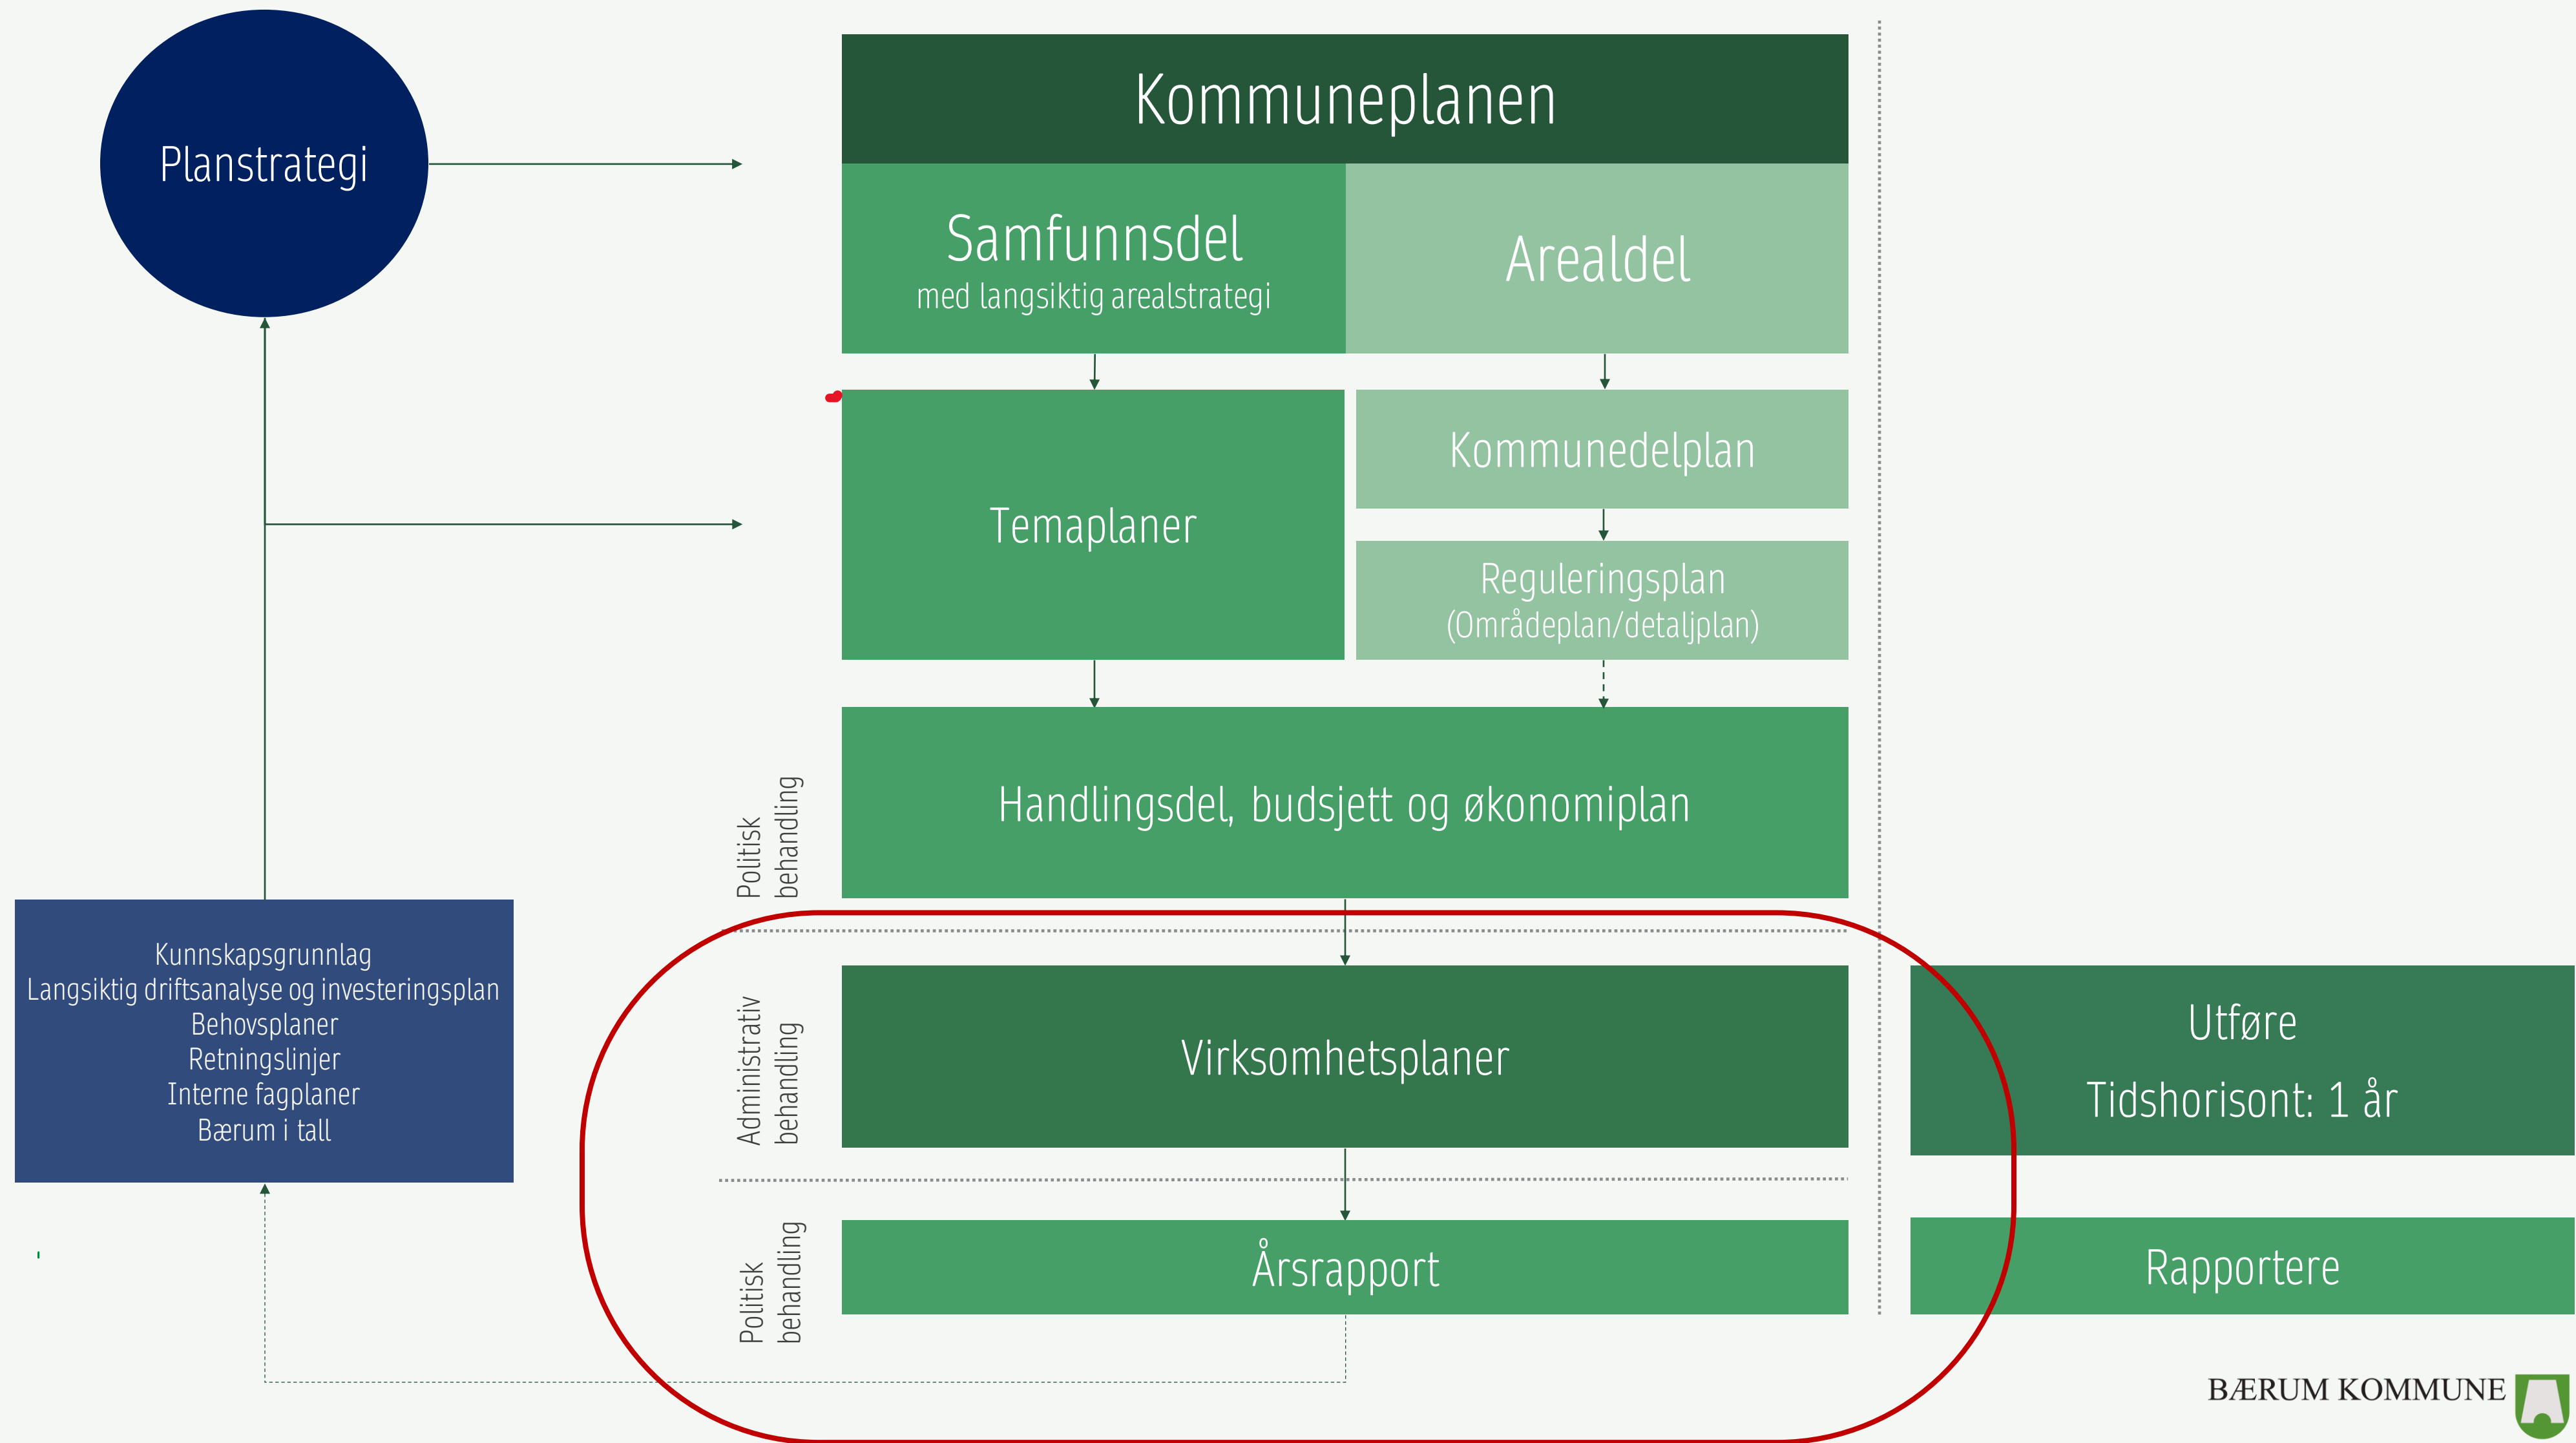 Planstrategi
Kommuneplanen
Samfunnsdel
med langsiktig arealstrategi
Arealdel
Temaplaner
Kommunedelplan
Reguleringsplan
(Områdeplan/detaljplan)
Politisk
behandling
Handlingsdel, budsjett og økonomiplan
Kunnskapsgrunnlag
Langsiktig driftsanalyse og investeringsplan
Behovsplaner
Retningslinjer
Interne fagplaner
Bærum i tall
Administrativ
behandling
Virksomhetsplaner
Utføre
Tidshorisont: 1 år
Politisk
behandling
Årsrapport
Rapportere
BÆRUM KOMMUNE